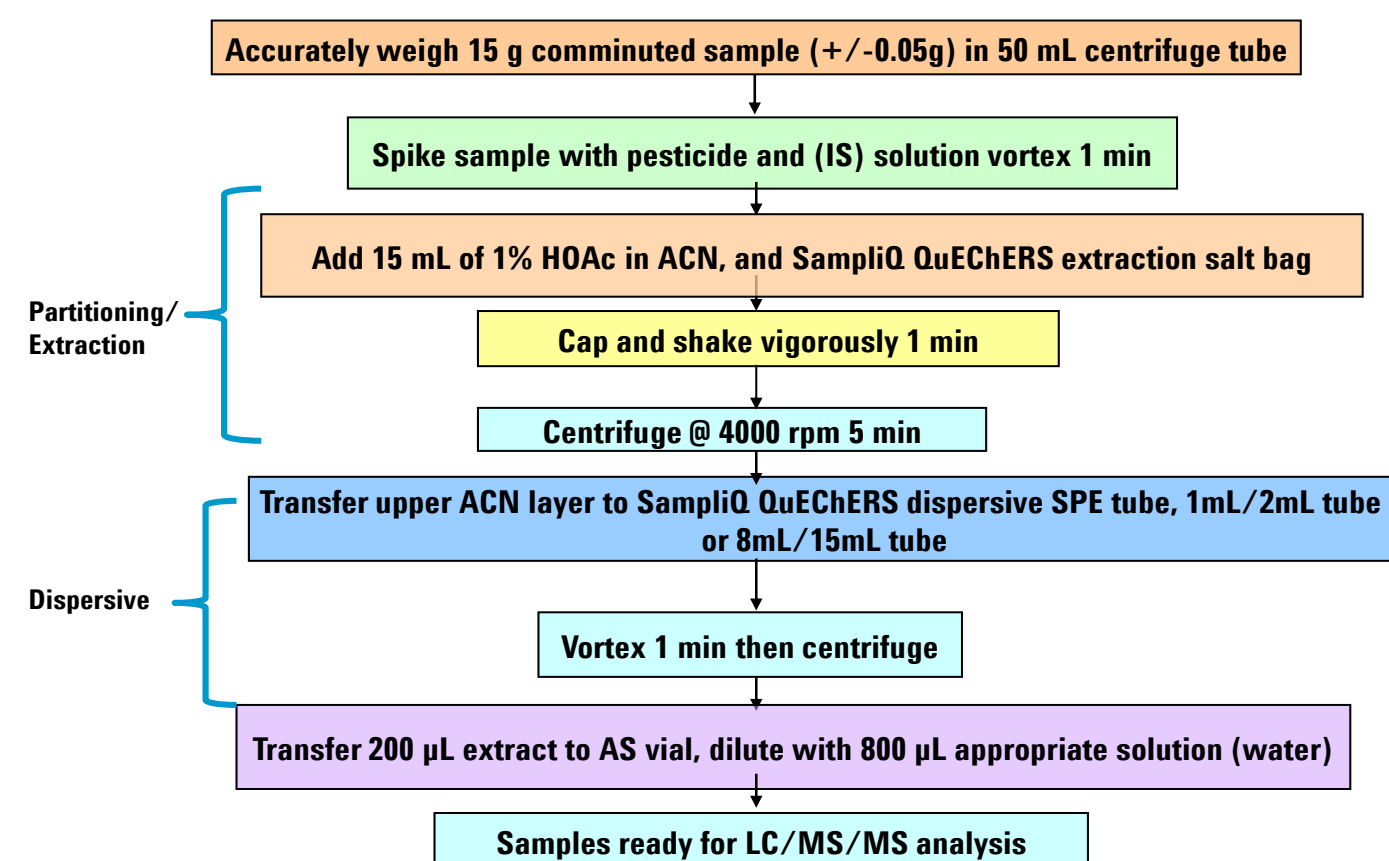 Accurately weigh 15 g comminuted sample (+/-0.05g) in 50 mL centrifuge tube
Spike sample with pesticide and (IS) solution vortex 1 min
Add 15 mL of 1% HOAc in ACN, and SampliQ QuEChERS extraction salt bag
Partitioning/
Extraction
Cap and shake vigorously 1 min
Centrifuge @ 4000 rpm 5 min
Transfer upper ACN layer to SampliQ QuEChERS dispersive SPE tube, 1mL/2mL tube
or 8mL/15mL tube
Dispersive
Vortex 1 min then centrifuge
Transfer 200 µL extract to AS vial, dilute with 800 µL appropriate solution (water)
Samples ready for LC/MS/MS analysis